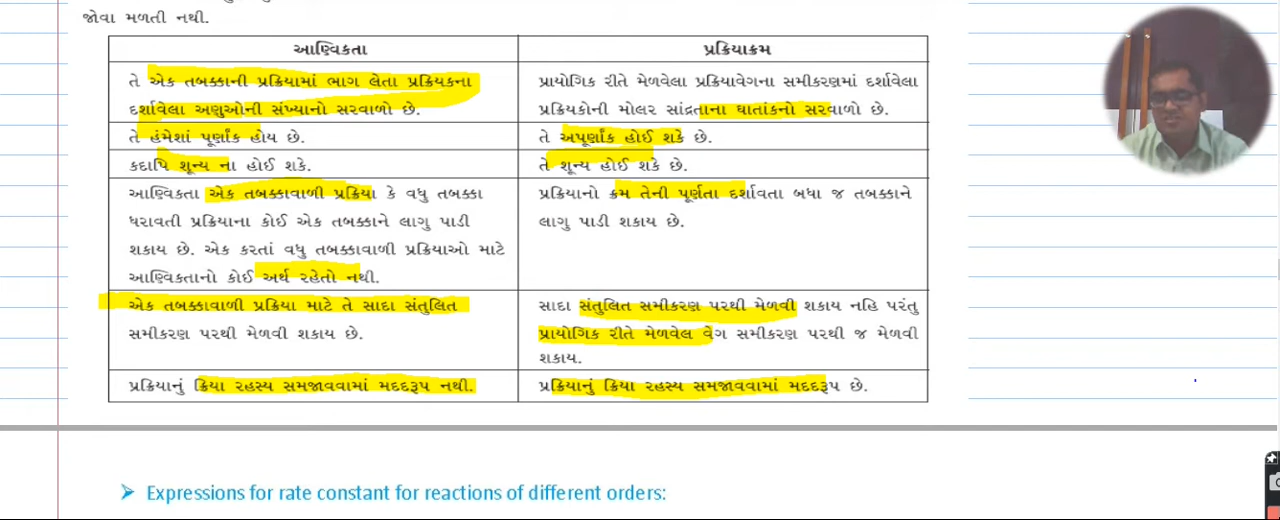 જોવા મળતી નથી.
આણ્વિકતા
પ્રક્રિયાક્રમ
તે એક તબક્કાની પ્રક્રિયામાં ભાગ લેતા પ્રક્રિયકના
દર્શાવેલા અણુઓની સંખ્યાનો સરવાળો છે.
પ્રાયોગિક રીતે મેળવેલા પ્રક્રિયાવેગના સમીકરણમાં દર્શાવેલા
પ્રક્રિયકોની મોલર સાંદ્રતાના ઘાતાંકનો સરવાળો છે.
તે હંમેશાં પૂર્ણાંક હોય છે.
તે અપૂર્ણાંક હોઈ શકે છે.
કદાપિ શૂન્ય ના હોઈ શકે.
તે શૂન્ય હોઈ શકે છે.
આણ્વિકતા એક તબક્કાવાળી પ્રક્રિયા કે વધુ તબક્કા
ધરાવતી પ્રક્રિયાના કોઈ એક તબક્કાને લાગુ પાડી
શકાય છે. એક કરતાં વધુ તબક્કાવાળી પ્રક્રિયાઓ માટે
આણ્વિકતાનો કોઈ અર્થ રહેતો નથી.
પ્રક્રિયાનો ક્રમ તેની પૂર્ણતા દર્શાવતા બધા જ તબક્કાને
લાગુ પાડી શકાય છે.
એક તબક્કાવાળી પ્રક્રિયા માટે તે સાદા સંતુલિત
સમીકરણ પરથી મેળવી શકાય છે.
સાદા સંતુલિત સમીકરણ પરથી મેળવી શકાય નહિ પરંતુ
પ્રાયોગિક રીતે મેળવેલ વેગ સમીકરણ પરથી જ મેળવી
શકાય.
પ્રક્રિયાનું ક્રિયા રહસ્ય સમજાવવામાં મદદરૂપ નથી.
પ્રક્રિયાનું ક્રિયા રહસ્ય સમજાવવામાં મદદરૂપ છે.
➢ Expressions for rate constant for reactions of different orders: